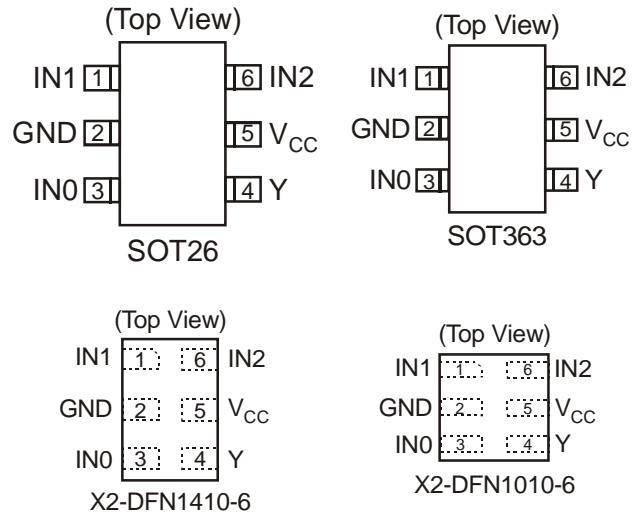 (Top View)
IN1 1 6 IN2
GND 2 5 VCC
IN0 3 4 Y
SOT26
(Top View)
IN1 1 6 IN2
GND 2 5 VCC
IN0 3 4 Y
SOT363
(Top View)
IN1 1 6 IN2
GND 2 5 VCC
IN0 3 4 Y
X2-DFN1410-6
(Top View)
IN1 1 6 IN2
GND 2 5 VCC
IN0 3 4 Y
X2-DFN1010-6